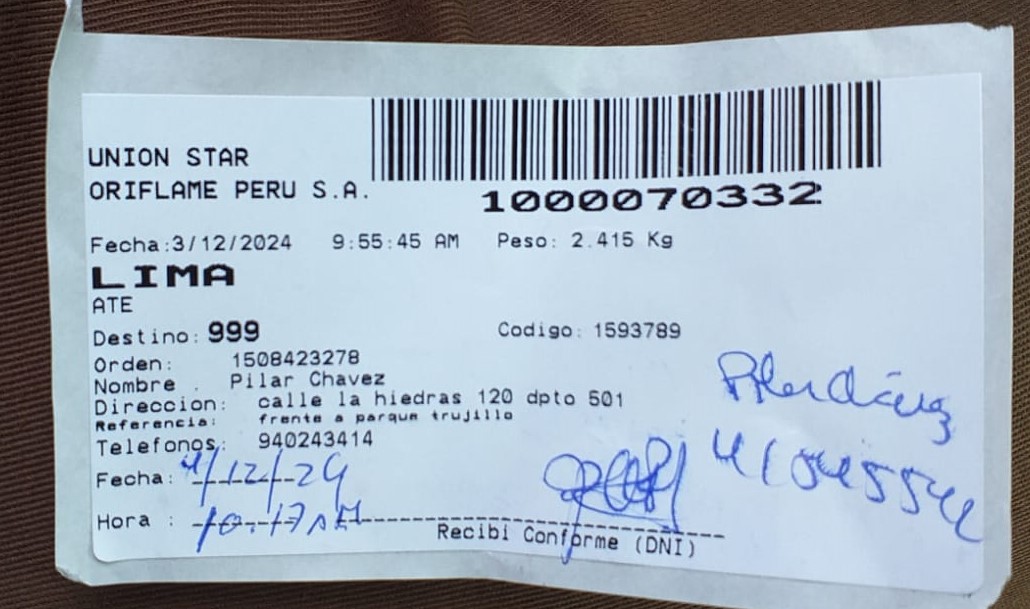 UNION STAR
ORIFLAME PERU S.A.
1000070332
Fecha:3/12/2024 9:55:45 AM Peso: 2.415 Kg
LIMA
ATE
Destino: 999 Codigo: 1593789
Orden: 1508423278
Nombre . Pilar Chavez
Direccion: calle la hiedras 120 dpto 501
Referencia: frente a parque trujillo
Telefonos: 940243414
Fecha: 4/12/24
Hora : 10:17 AM
Recibi Conforme (DNI)